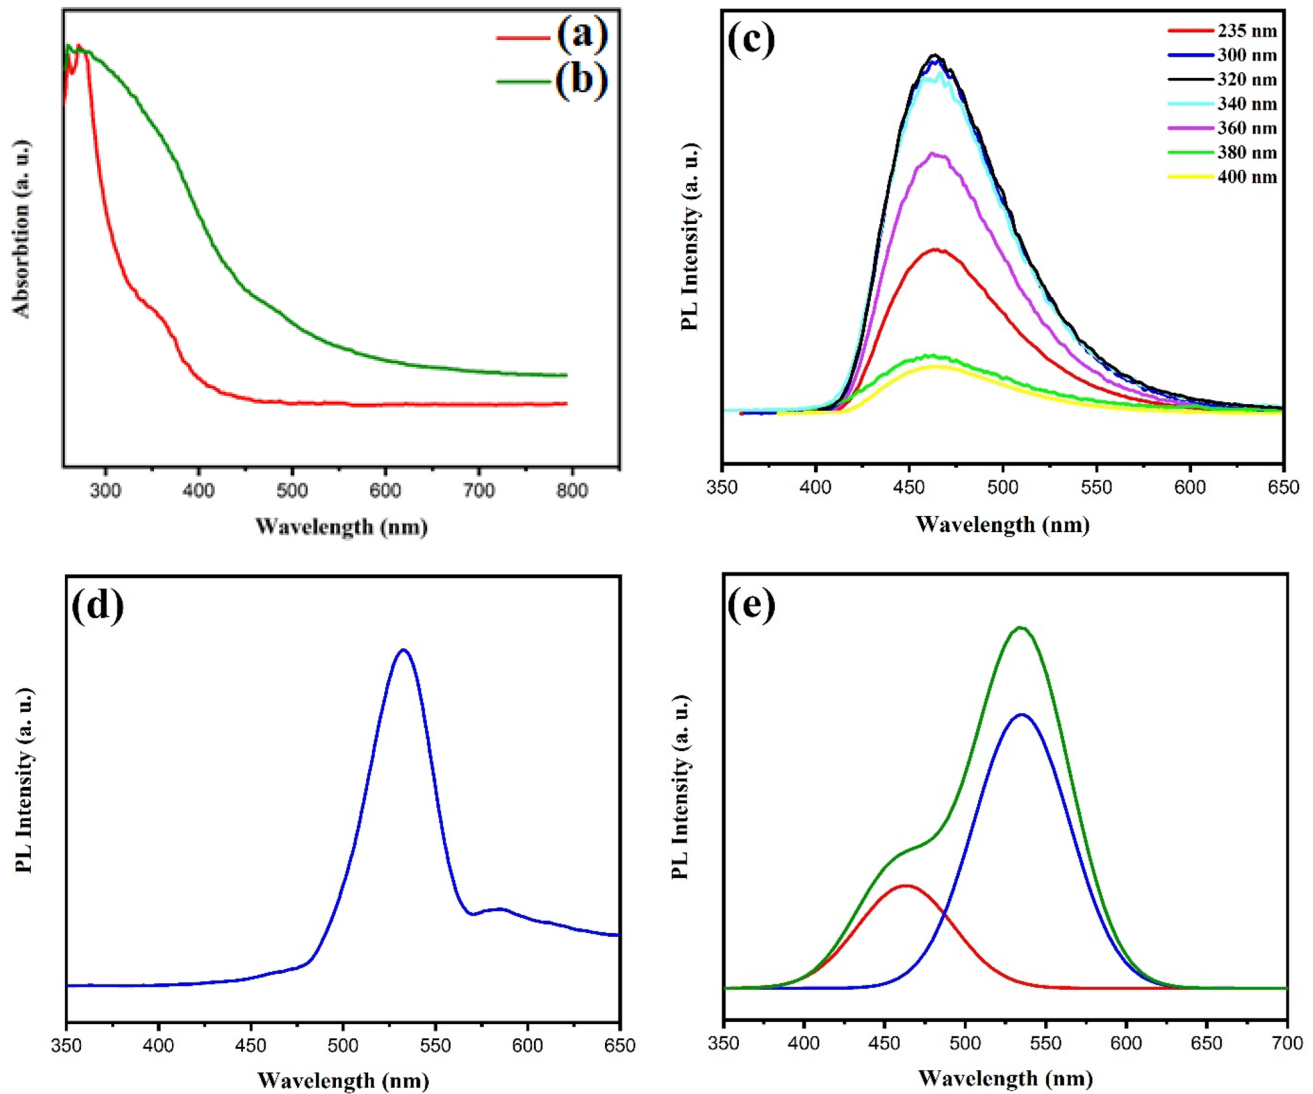 (a)
(b)
Absorbtion (a. u.)
300 400 500 600 700 800
Wavelength (nm)
(c)
235 nm
300 nm
320 nm
340 nm
360 nm
380 nm
400 nm
PL Intensity (a. u.)
350 400 450 500 550 600 650
Wavelength (nm)
(d)
PL Intensity (a. u.)
350 400 450 500 550 600 650
Wavelength (nm)
(e)
PL Intensity (a. u.)
350 400 450 500 550 600 650 700
Wavelength (nm)